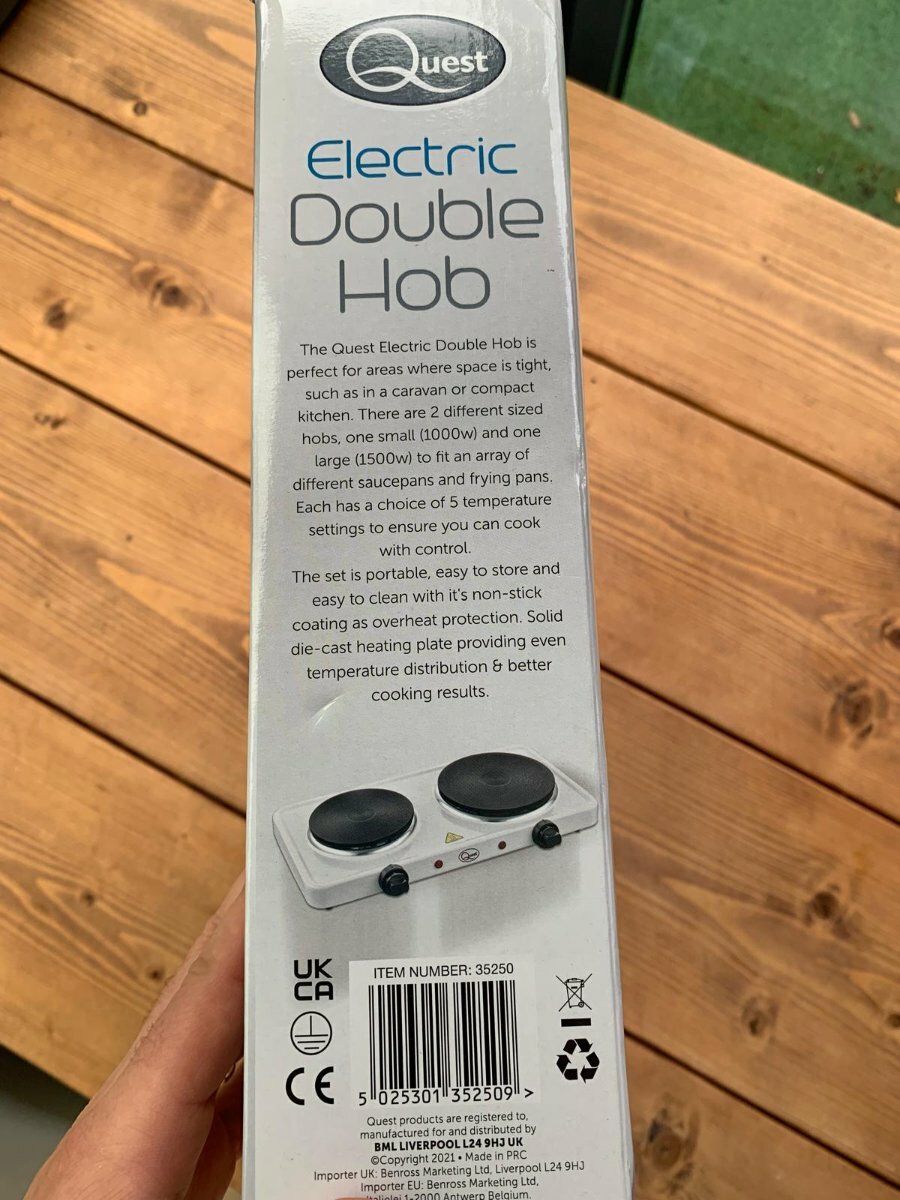 Quest
Electric
Double
Hob
The Quest Electric Double Hob is
perfect for areas where space is tight,
such as in a caravan or compact
kitchen. There are 2 different sized
hobs, one small (1000w) and one
large (1500w) to fit an array of
different saucepans and frying pans.
Each has a choice of 5 temperature
settings to ensure you can cook
with control.
The set is portable, easy to store and
easy to clean with it's non-stick
coating as overheat protection. Solid
die-cast heating plate providing even
temperature distribution & better
cooking results.
Quest
UK
CA
CE
ITEM NUMBER: 35250
5 025301 352509 >
Quest products are registered to,
manufactured for and distributed by
BML LIVERPOOL L24 9HJ UK
©Copyright 2021 • Made in PRC
Importer UK: Benross Marketing Ltd, Liverpool L24 9HJ
Importer EU: Benross Marketing Ltd,
1-2000 Antwerp Belgium.